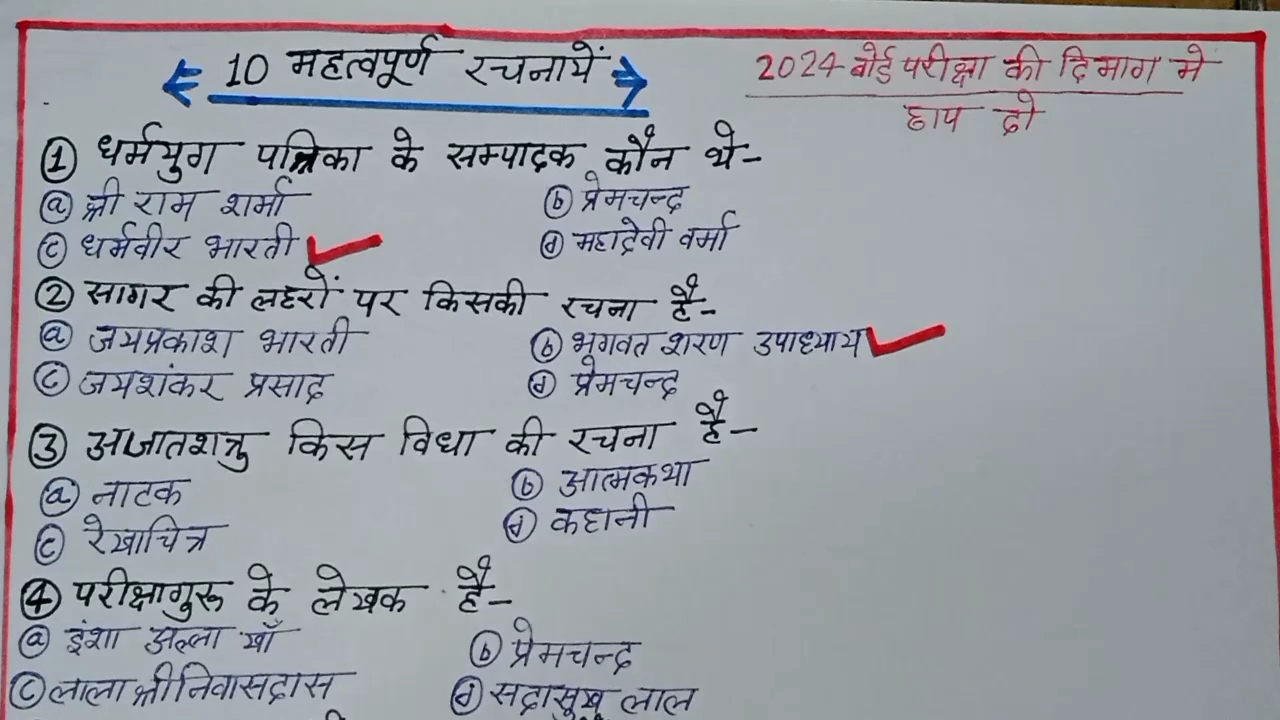 10 महत्वपूर्ण रचनायें
2024 बोर्ड परीक्षा की दिमाग मे
छाप दो
① धर्मयुग पत्रिका के सम्पादक कौन थे-
ⓐ श्री राम शर्मा ⓑ प्रेमचन्द
ⓒ धर्मवीर भारती ⓓ महादेवी वर्मा
② सागर की लहरों पर किसकी रचना है-
ⓐ जयप्रकाश भारती ⓑ भगवत शरण उपाध्याय
ⓒ जयशंकर प्रसाद ⓓ प्रेमचन्द
③ अजातशत्रु किस विधा की रचना है-
ⓐ नाटक ⓑ आत्मकथा
ⓒ रेखाचित्र ⓓ कहानी
④ परीक्षागुरू के लेखक है-
ⓐ इंशा अल्ला खाँ ⓑ प्रेमचन्द
ⓒ लाला श्रीनिवासदास ⓓ सदासुख लाल